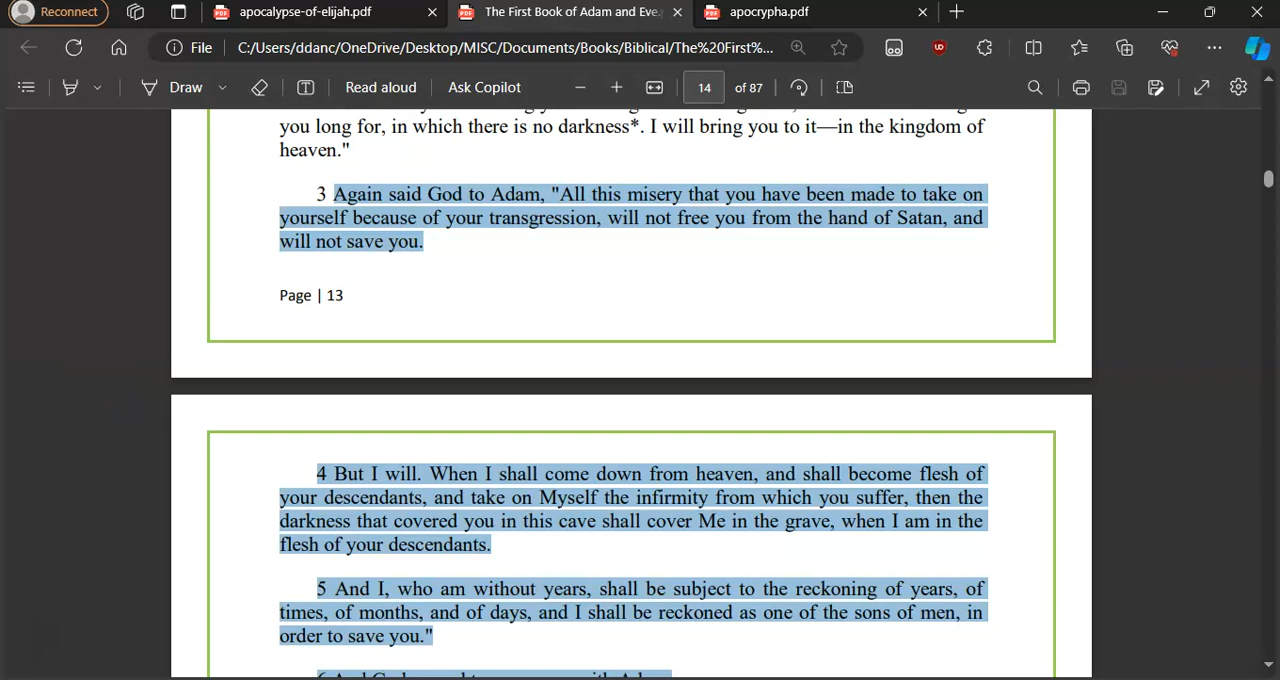 Reconnect
apocalypse-of-elijah.pdf
The First Book of Adam and Eve.
apocrypha.pdf
File
C:/Users/ddanc/OneDrive/Desktop/MISC/Documents/Books/Biblical/The%20First%...
Draw
Read aloud
Ask Copilot
14
of 87
you long for, in which there is no darkness*. I will bring you to it—in the kingdom of
heaven."
3 Again said God to Adam, "All this misery that you have been made to take on
yourself because of your transgression, will not free you from the hand of Satan, and
will not save you.
Page | 13
4 But I will. When I shall come down from heaven, and shall become flesh of
your descendants, and take on Myself the infirmity from which you suffer, then the
darkness that covered you in this cave shall cover Me in the grave, when I am in the
flesh of your descendants.
5 And I, who am without years, shall be subject to the reckoning of years, of
times, of months, and of days, and I shall be reckoned as one of the sons of men, in
order to save you."